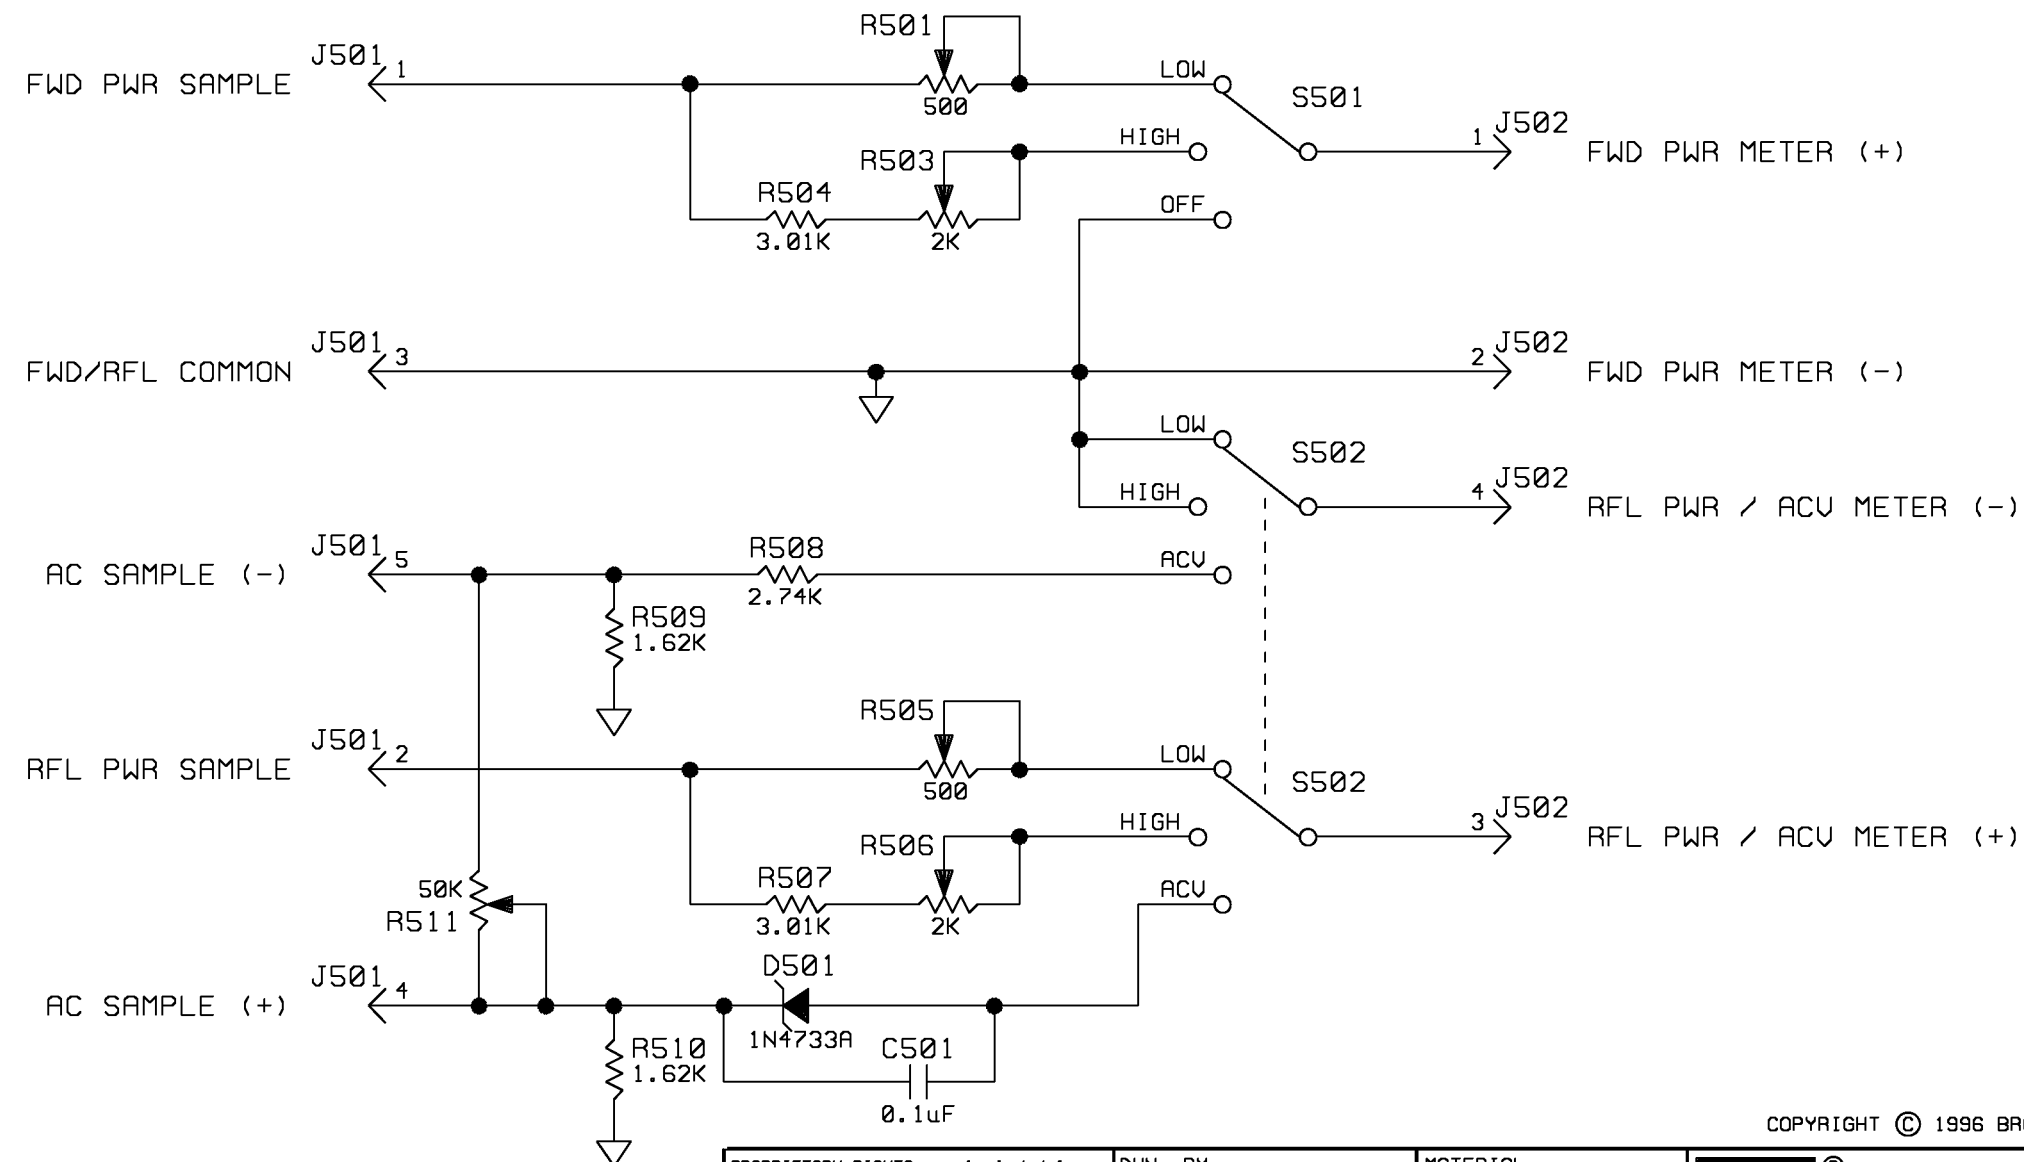 R501
J501
FWD PWR SAMPLE
1
500
LOW
S501
HIGH
1
J502
FWD PWR METER (+)
R503
R504
3.01K
2K
OFF
J501
FWD/RFL COMMON
3
2
J502
FWD PWR METER (-)
LOW
S502
HIGH
4
J502
RFL PWR / ACV METER (-)
J501
AC SAMPLE (-)
5
R508
2.74K
ACV
R509
1.62K
R505
J501
RFL PWR SAMPLE
2
500
LOW
S502
HIGH
3
J502
RFL PWR / ACV METER (+)
R506
R507
3.01K
2K
ACV
50K
R511
D501
J501
AC SAMPLE (+)
4
1N4733A
C501
0.1uF
R510
1.62K
COPYRIGHT © 1996 BR